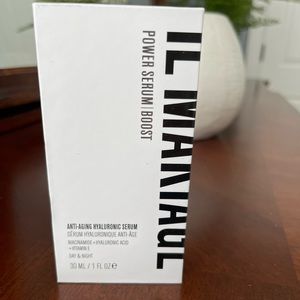 IL MAKIAGE
POWER SERUM | BOOST
ANTI-AGING HYALURONIC SERUM
SÉRUM HYALURONIQUE ANTI-ÂGE
NIACINAMIDE + HYALURONIC ACID
+ VITAMIN E
DAY & NIGHT
30 ML / 1 FL OZ ℮